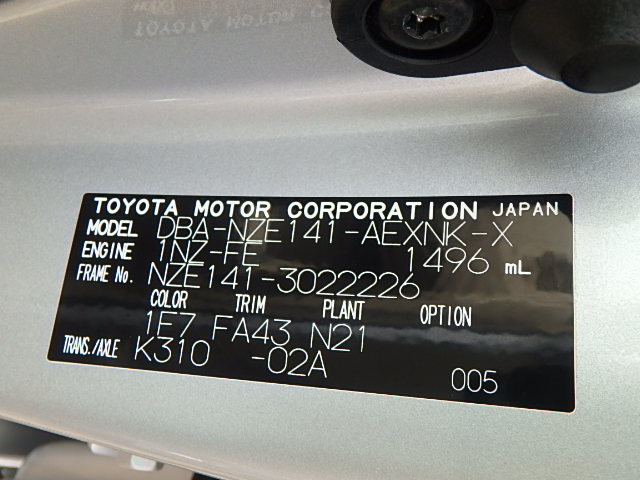 TOYOTA MOTOR CORPORATION JAPAN
MODEL DBA-NZE141-AEXNK-X
ENGINE 1NZ-FE 1496 mL
FRAME No. NZE141-3022226
COLOR TRIM PLANT OPTION
1F7 FA43 N21
TRANS./AXLE K310 -02A
005